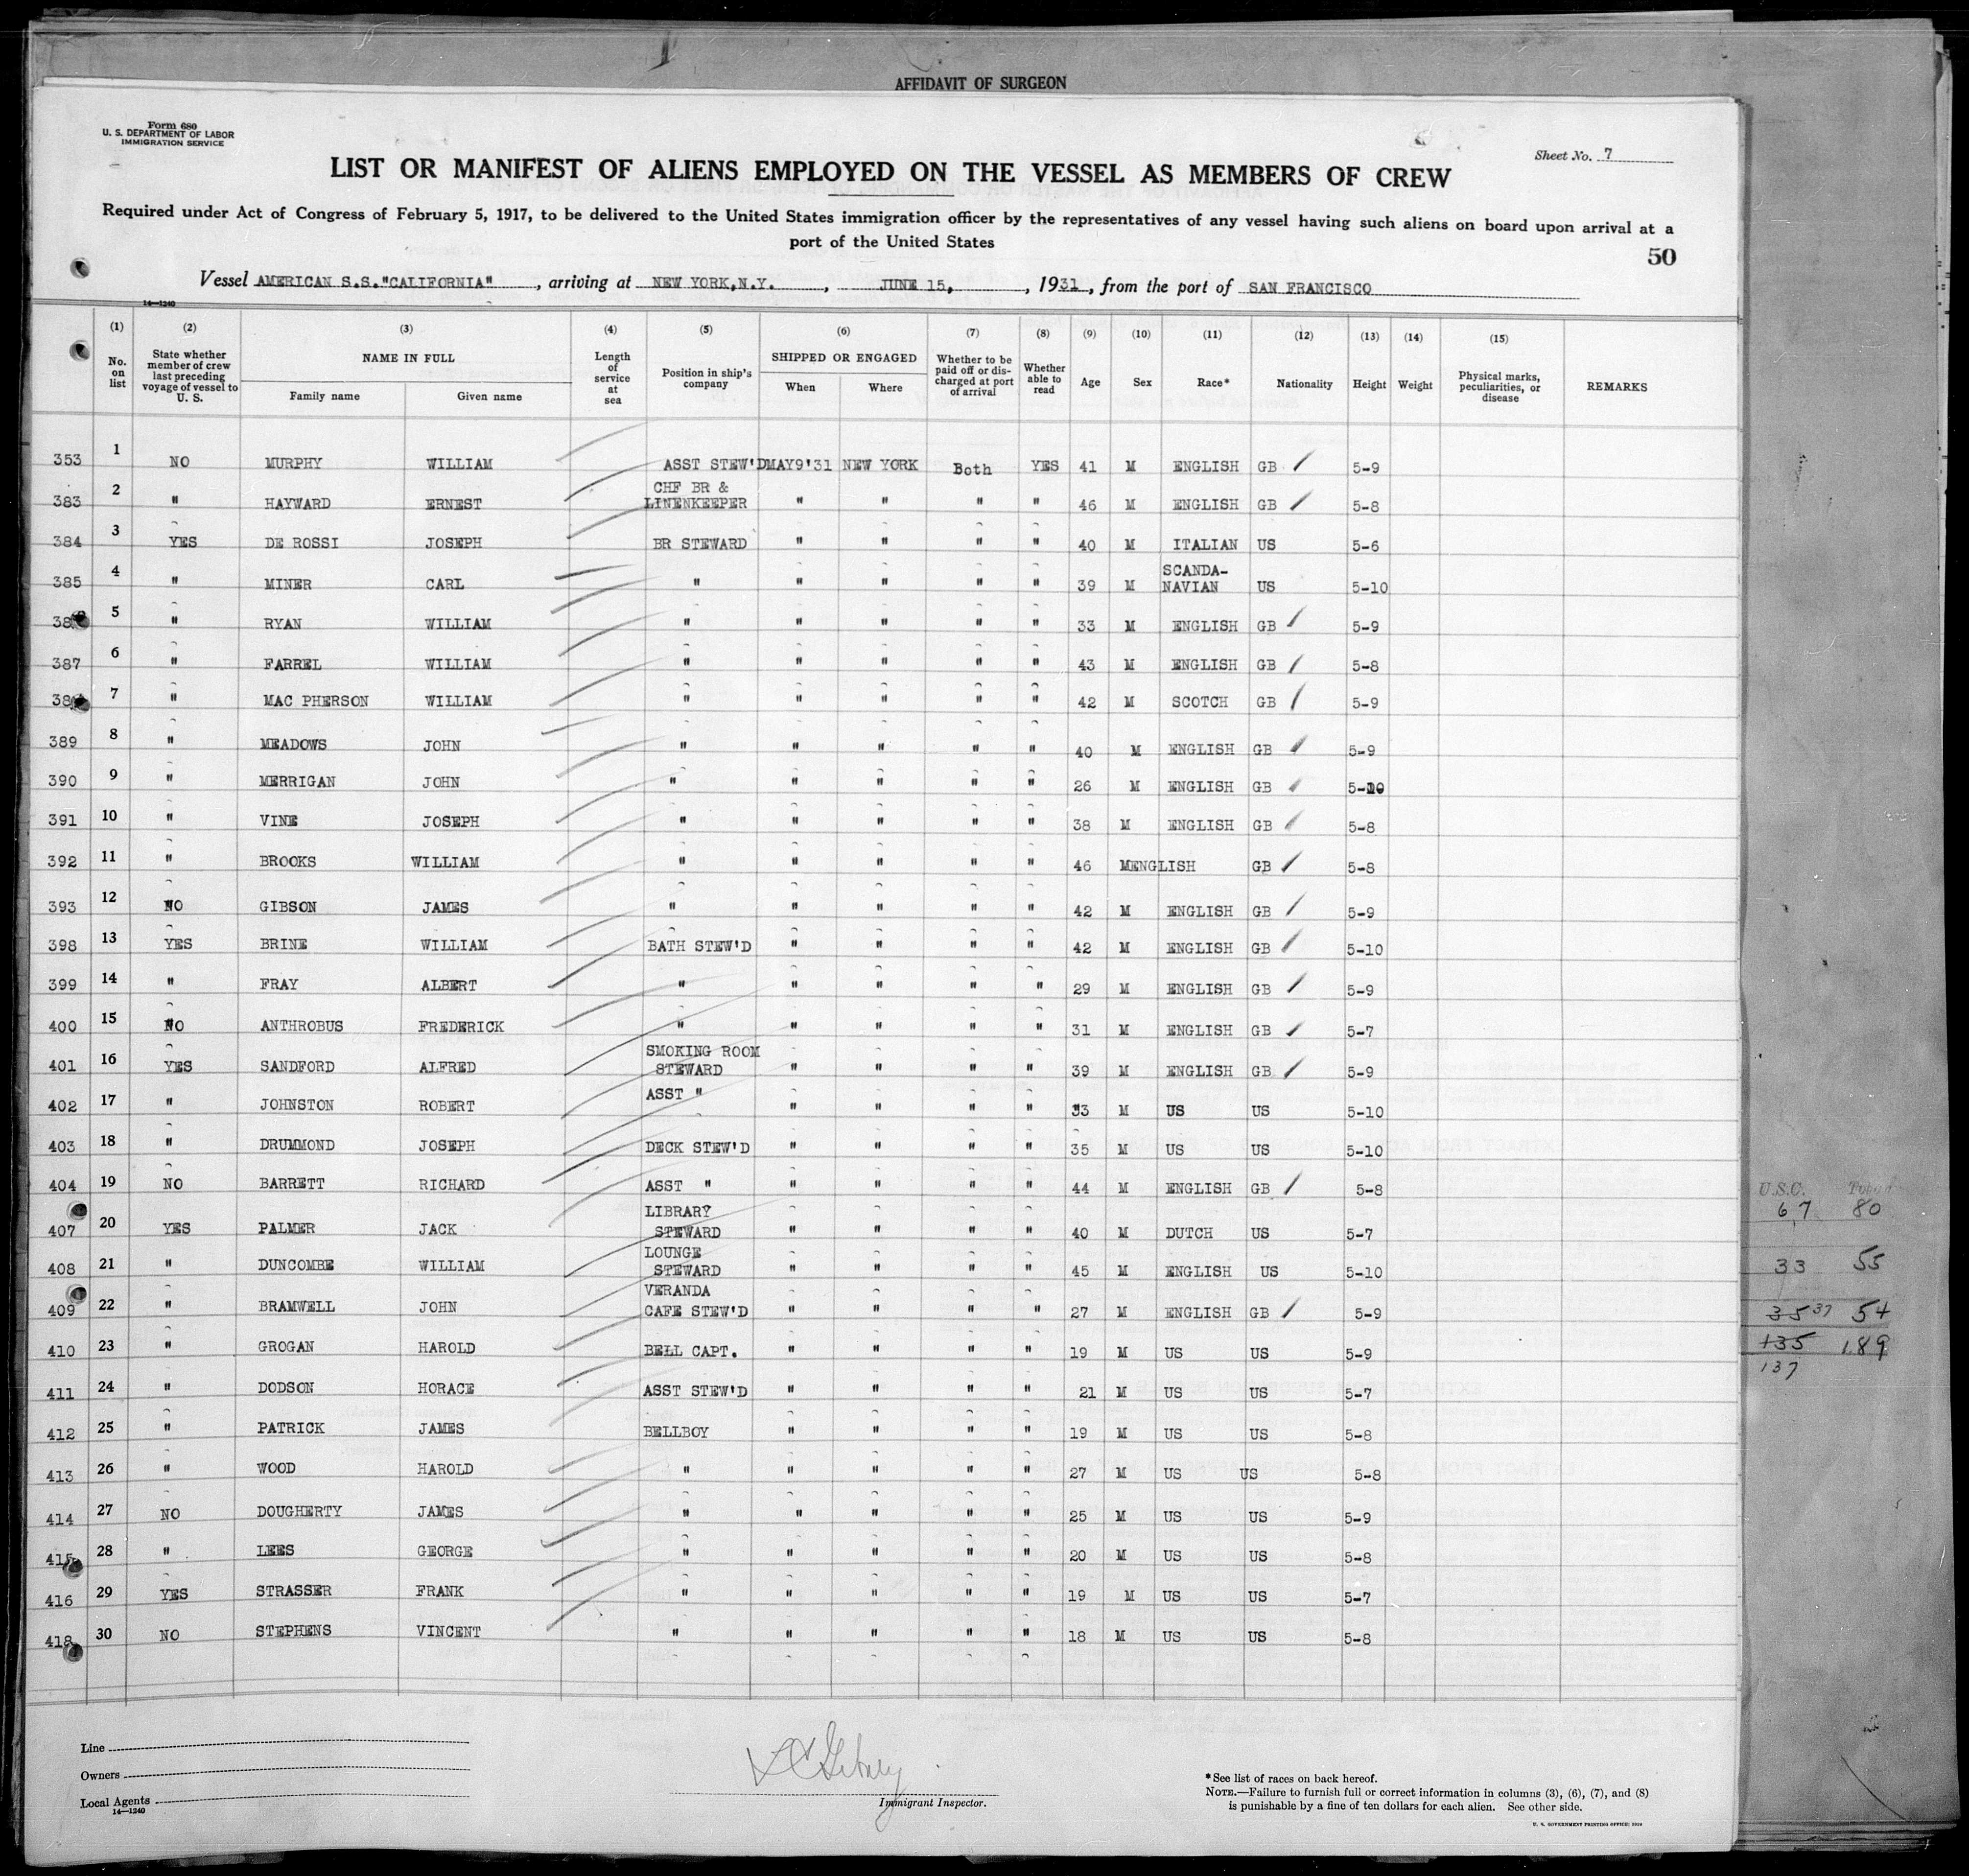 AFFIDAVIT OF SURGEON
Form 680
U. S. DEPARTMENT OF LABOR
IMMIGRATION SERVICE
Sheet No. 7
LIST OR MANIFEST OF ALIENS EMPLOYED ON THE VESSEL AS MEMBERS OF CREW
Required under Act of Congress of February 5, 1917, to be delivered to the United States immigration officer by the representatives of any vessel having such aliens on board upon arrival at a
port of the United States
50
Vessel AMERICAN S.S."CALIFORNIA" , arriving at NEW YORK,N.Y. , JUNE 15, , 1931, from the port of SAN FRANCISCO
14—1240
(1) (2) (3) (4) (5) (6) (7) (8) (9) (10) (11) (12) (13) (14) (15)
No. on list
State whether member of crew last preceding voyage of vessel to U. S.
NAME IN FULL
Family name
Given name
Length of service at sea
Position in ship's company
SHIPPED OR ENGAGED
When
Where
Whether to be paid off or discharged at port of arrival
Whether able to read
Age
Sex
Race*
Nationality
Height
Weight
Physical marks, peculiarities, or disease
REMARKS
353 1 NO MURPHY WILLIAM ASST STEW'D MAY9'31 NEW YORK Both YES 41 M ENGLISH GB 5-9
383 2 " HAYWARD ERNEST CHF BR & LINENKEEPER " " " " 46 M ENGLISH GB 5-8
384 3 YES DE ROSSI JOSEPH BR STEWARD " " " " 40 M ITALIAN US 5-6
385 4 " MINER CARL " " " " " 39 M SCANDA-NAVIAN US 5-10
38 5 " RYAN WILLIAM " " " " " 33 M ENGLISH GB 5-9
387 6 " FARREL WILLIAM " " " " " 43 M ENGLISH GB 5-8
38 7 " MAC PHERSON WILLIAM " " " " " 42 M SCOTCH GB 5-9
389 8 " MEADOWS JOHN " " " " " 40 M ENGLISH GB 5-9
390 9 " MERRIGAN JOHN " " " " " 26 M ENGLISH GB 5-10
391 10 " VINE JOSEPH " " " " " 38 M ENGLISH GB 5-8
392 11 " BROOKS WILLIAM " " " " " 46 MENGLISH GB 5-8
393 12 NO GIBSON JAMES " " " " " 42 M ENGLISH GB 5-9
398 13 YES BRINE WILLIAM BATH STEW'D " " " " 42 M ENGLISH GB 5-10
399 14 " FRAY ALBERT " " " " " 29 M ENGLISH GB 5-9
400 15 NO ANTHROBUS FREDERICK " " " " " 31 M ENGLISH GB 5-7
401 16 YES SANDFORD ALFRED SMOKING ROOM STEWARD " " " " 39 M ENGLISH GB 5-9
402 17 " JOHNSTON ROBERT ASST " " " " " 33 M US US 5-10
403 18 " DRUMMOND JOSEPH DECK STEW'D " " " " 35 M US US 5-10
404 19 NO BARRETT RICHARD ASST " " " " " 44 M ENGLISH GB 5-8
407 20 YES PALMER JACK LIBRARY STEWARD " " " " 40 M DUTCH US 5-7
408 21 " DUNCOMBE WILLIAM LOUNGE STEWARD " " " " 45 M ENGLISH US 5-10
409 22 " BRAMWELL JOHN VERANDA CAFE STEW'D " " " " 27 M ENGLISH GB 5-9
410 23 " GROGAN HAROLD BELL CAPT. " " " " 19 M US US 5-9
411 24 " DODSON HORACE ASST STEW'D " " " " 21 M US US 5-7
412 25 " PATRICK JAMES BELLBOY " " " " 19 M US US 5-8
413 26 " WOOD HAROLD " " " " " 27 M US US 5-8
414 27 NO DOUGHERTY JAMES " " " " " 25 M US US 5-9
415 28 " LEES GEORGE " " " " " 20 M US US 5-8
416 29 YES STRASSER FRANK " " " " " 19 M US US 5-7
418 30 NO STEPHENS VINCENT " " " " " 18 M US US 5-8
U.S.C. Total
67 80
33 55
35 37 54
135 189
137
Line
Owners
Local Agents
14—1240
Immigrant Inspector.
*See list of races on back hereof.
NOTE.—Failure to furnish full or correct information in columns (3), (6), (7), and (8)
is punishable by a fine of ten dollars for each alien. See other side.
U. S. GOVERNMENT PRINTING OFFICE: